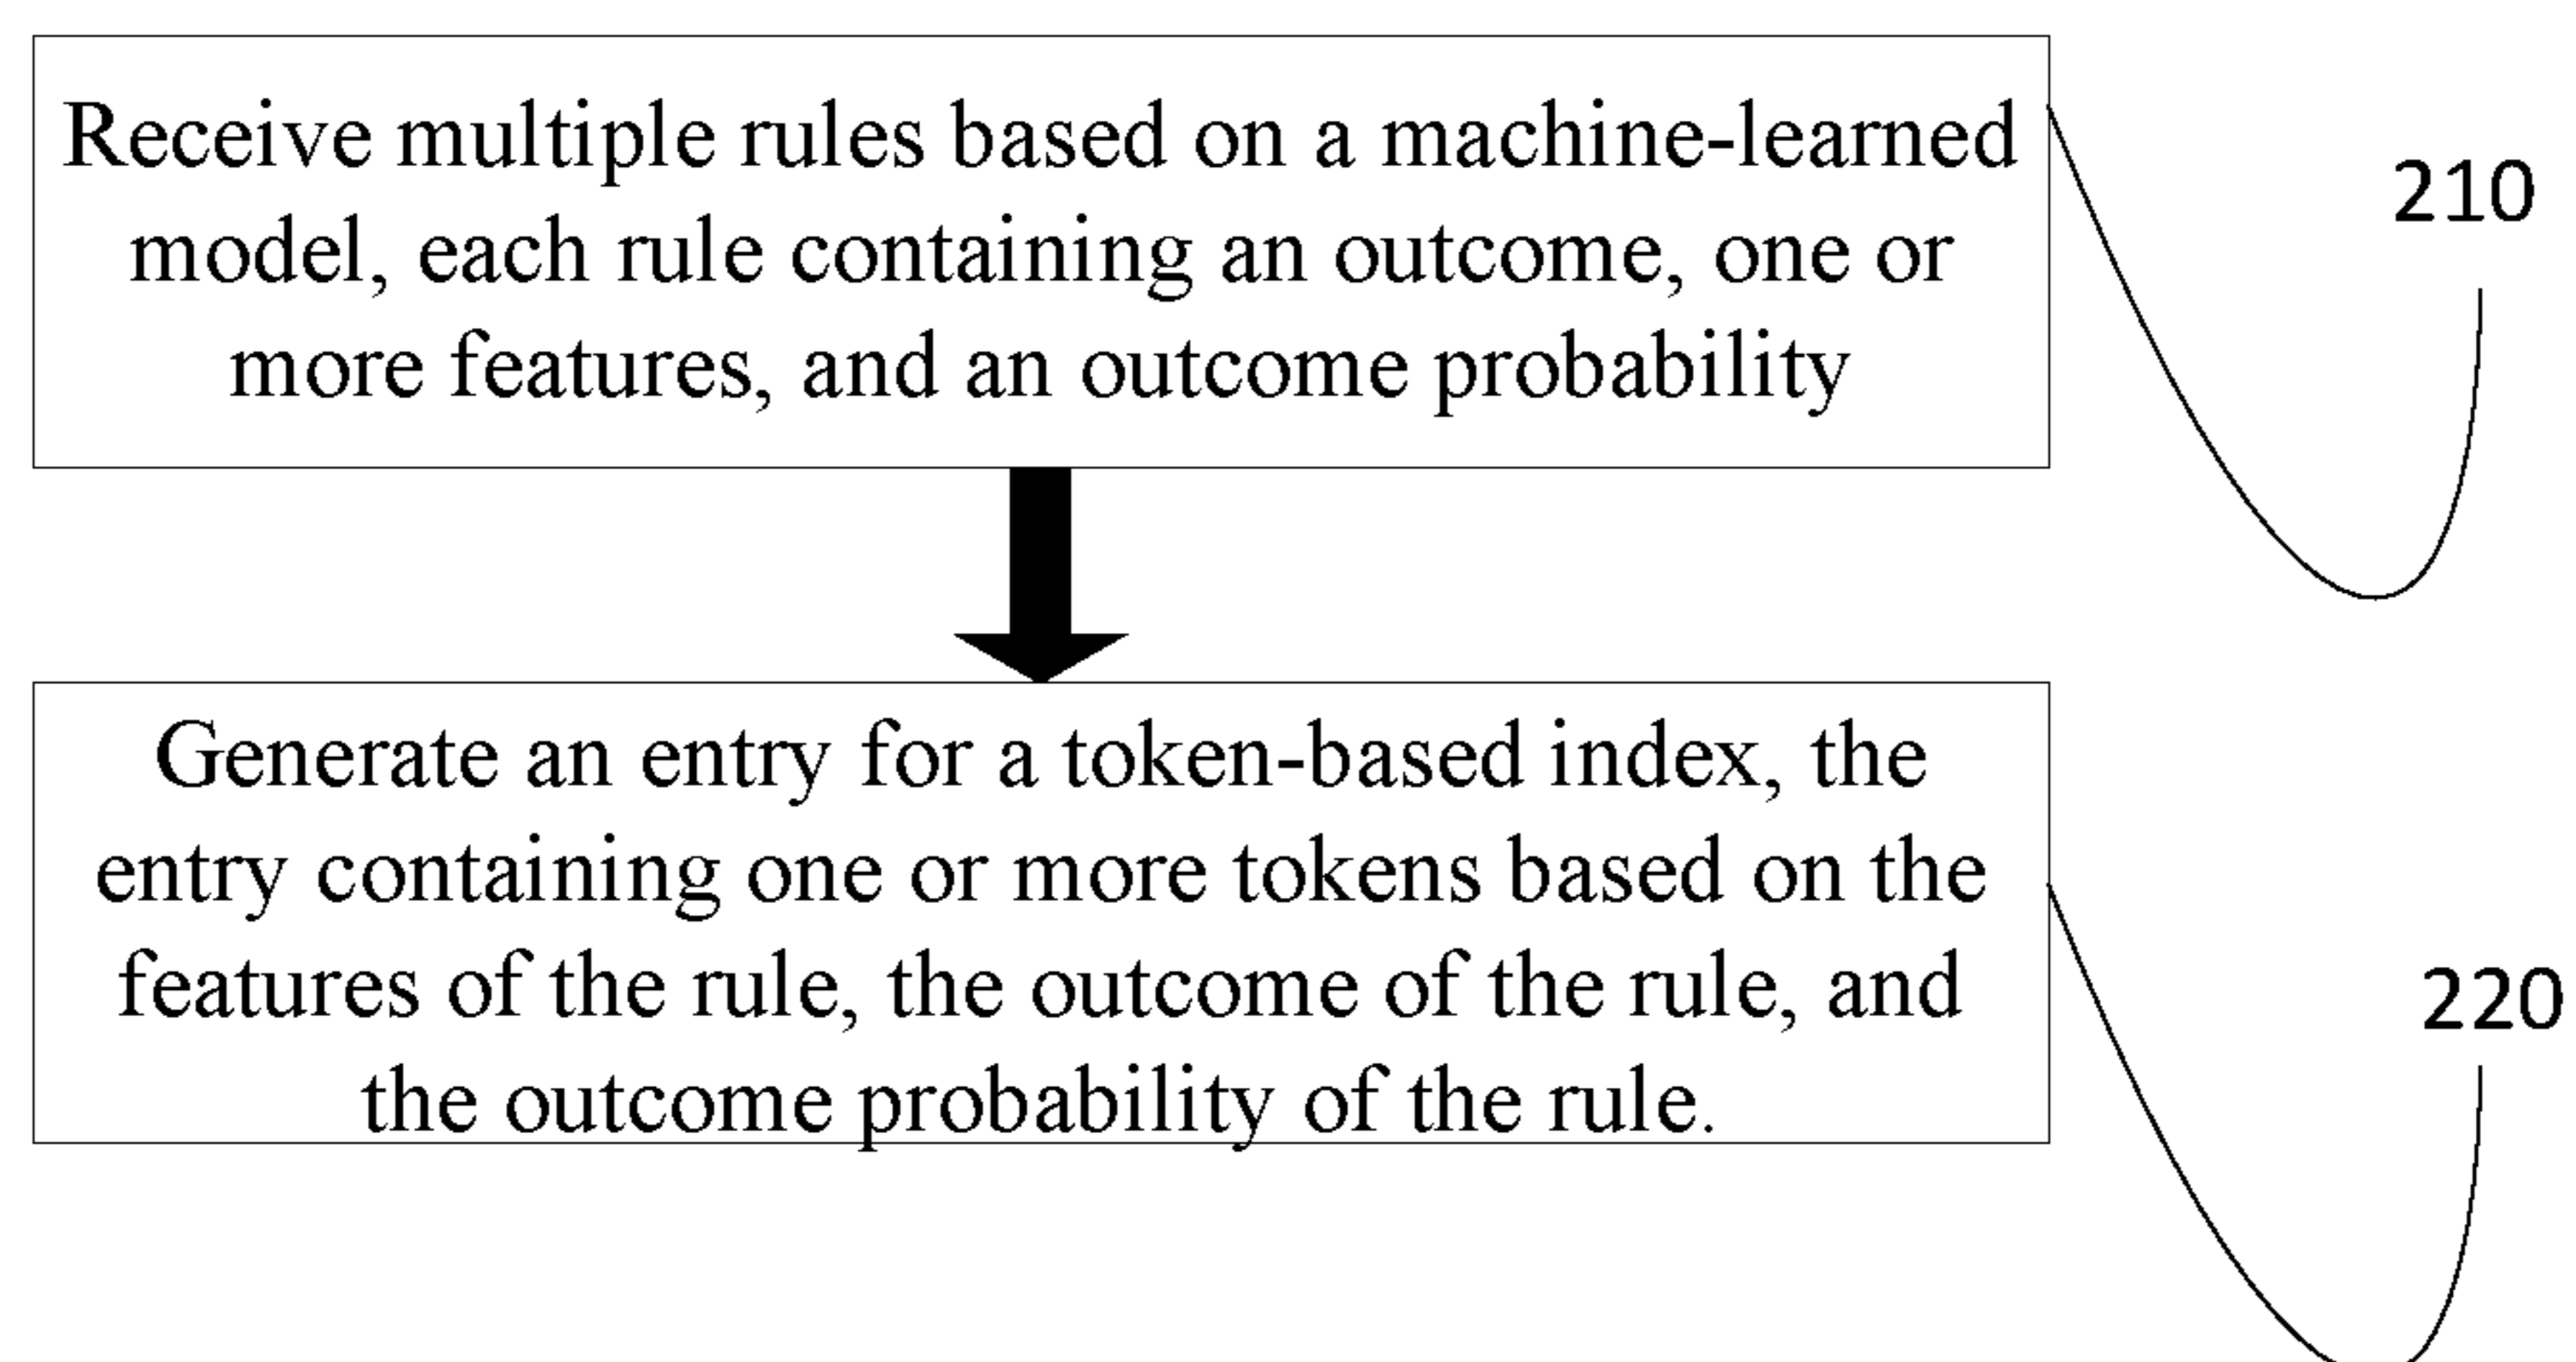 Receive multiple rules based on a machine-learned
model, each rule containing an outcome, one or
more features, and an outcome probability
210
Generate an entry for a token-based index, the
entry containing one or more tokens based on the
features of the rule, the outcome of the rule, and
the outcome probability of the rule.
220